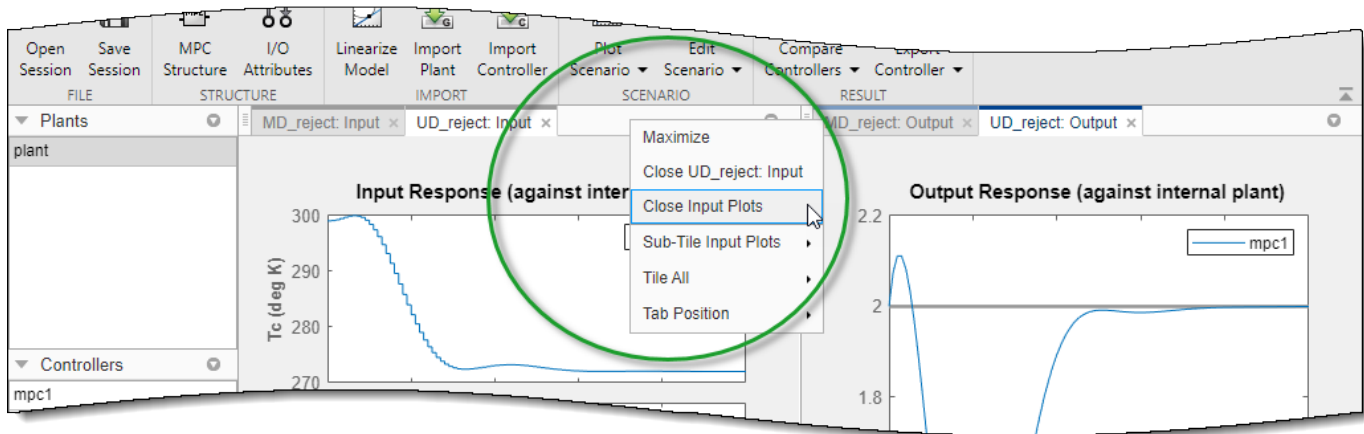 G
C
Open
Save
MPC
I/O
Linearize
Import
Import
Plot
Edit
Compare
Export
Session
Session
Structure
Attributes
Model
Plant
Controller
Scenario
Scenario
Controllers
Controller
FILE
STRUCTURE
IMPORT
SCENARIO
RESULT
Plants
plant
Controllers
mpc1
MD_reject: Input ×
UD_reject: Input ×
Input Response (against inter
300
290
280
270
Tc (deg K)
Maximize
Close UD_reject: Input
Close Input Plots
Sub-Tile Input Plots
Tile All
Tab Position
MD_reject: Output ×
UD_reject: Output ×
Output Response (against internal plant)
2.2
2
1.8
mpc1